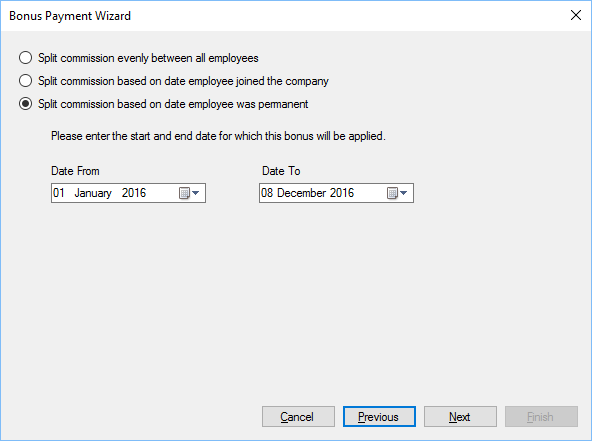 Bonus Payment Wizard
Split commission evenly between all employees
Split commission based on date employee joined the company
Split commission based on date employee was permanent
Please enter the start and end date for which this bonus will be applied.
Date From Date To
01 January 2016 08 December 2016
Cancel Previous Next Finish